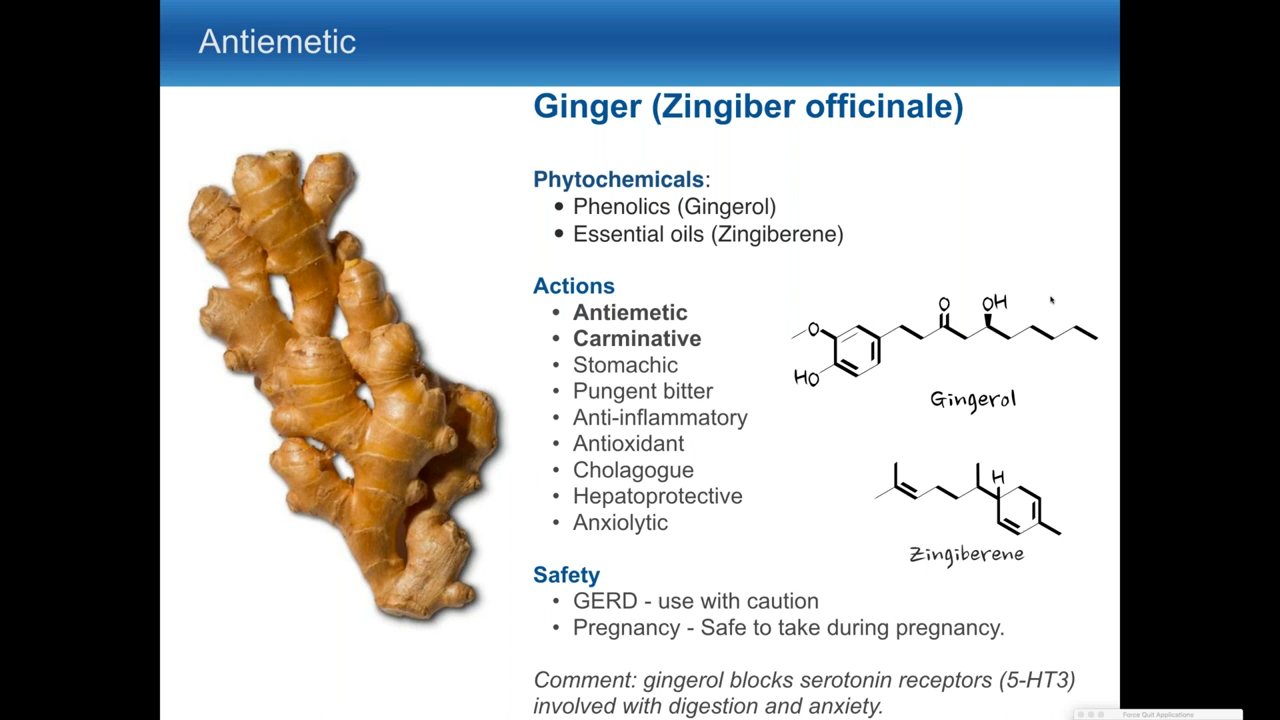 Antiemetic
Ginger (Zingiber officinale)
Phytochemicals:
• Phenolics (Gingerol)
• Essential oils (Zingiberene)
Actions
• Antiemetic
• Carminative
• Stomachic
• Pungent bitter
• Anti-inflammatory
• Antioxidant
• Cholagogue
• Hepatoprotective
• Anxiolytic
O
OH
O
HO
Gingerol
H
Zingiberene
Safety
• GERD - use with caution
• Pregnancy - Safe to take during pregnancy.
Comment: gingerol blocks serotonin receptors (5-HT3)
involved with digestion and anxiety.
Force Quit Applications